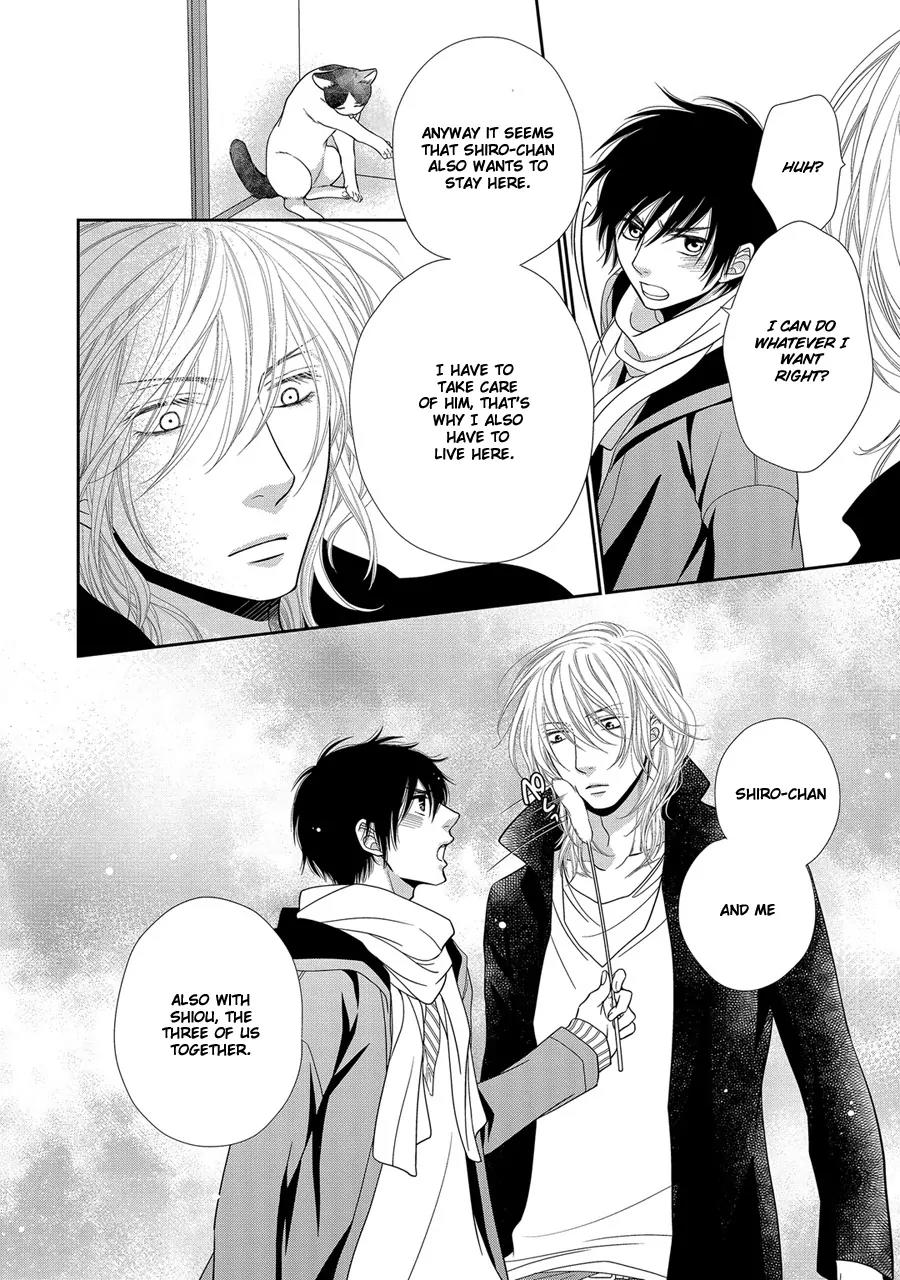 HUH?
I CAN DO
WHATEVER I
WANT
RIGHT?
ANYWAY IT SEEMS
THAT SHIRO-CHAN
ALSO WANTS TO
STAY HERE.
I HAVE TO
TAKE CARE
OF HIM, THAT'S
WHY I ALSO
HAVE TO
LIVE HERE.
SHIRO-CHAN
AND ME
ALSO WITH
SHIOU, THE
THREE OF US
TOGETHER.